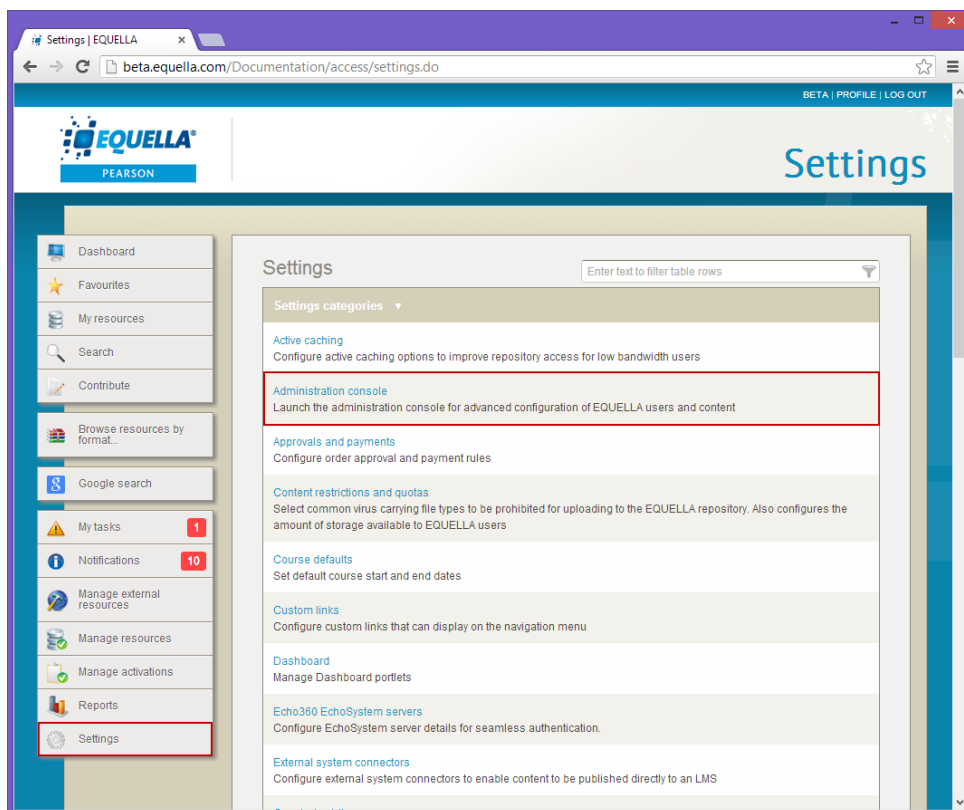 Settings | EQUELLA
beta.equella.com/Documentation/access/settings.do
BETA | PROFILE | LOG OUT
EQUELLA®
PEARSON
Settings
Dashboard
Favourites
My resources
Search
Contribute
Browse resources by
format...
Google search
My tasks 1
Notifications 10
Manage external
resources
Manage resources
Manage activations
Reports
Settings
Settings
Enter text to filter table rows
Settings categories
Active caching
Configure active caching options to improve repository access for low bandwidth users
Administration console
Launch the administration console for advanced configuration of EQUELLA users and content
Approvals and payments
Configure order approval and payment rules
Content restrictions and quotas
Select common virus carrying file types to be prohibited for uploading to the EQUELLA repository. Also configures the
amount of storage available to EQUELLA users
Course defaults
Set default course start and end dates
Custom links
Configure custom links that can display on the navigation menu
Dashboard
Manage Dashboard portlets
Echo360 EchoSystem servers
Configure EchoSystem server details for seamless authentication.
External system connectors
Configure external system connectors to enable content to be published directly to an LMS